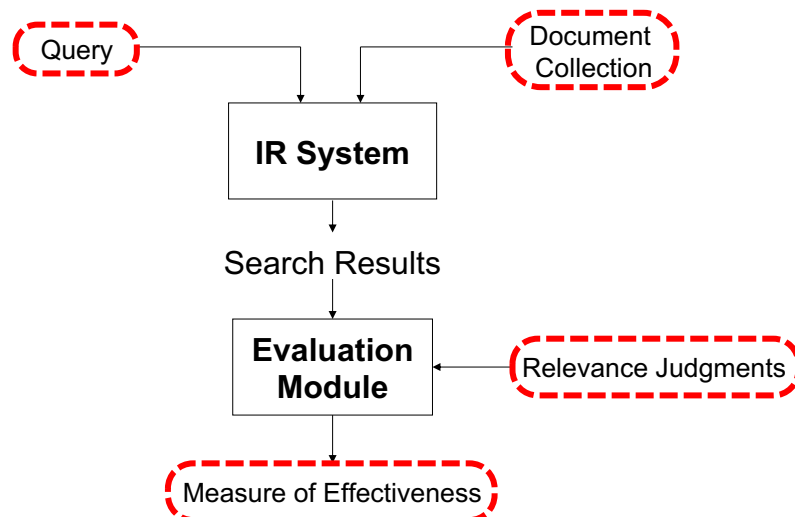 Query
Document
Collection
IR System
Search Results
Evaluation
Module
Relevance Judgments
Measure of Effectiveness